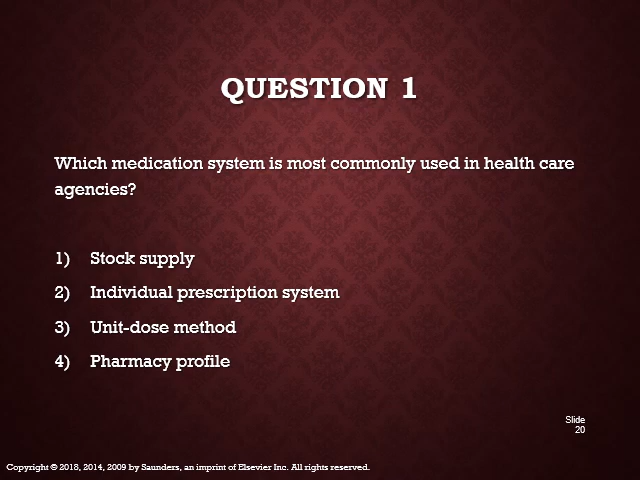 QUESTION 1
Which medication system is most commonly used in health care
agencies?
1) Stock supply
2) Individual prescription system
3) Unit-dose method
4) Pharmacy profile
Slide
20
Copyright © 2018, 2014, 2009 by Saunders, an imprint of Elsevier Inc. All rights reserved.